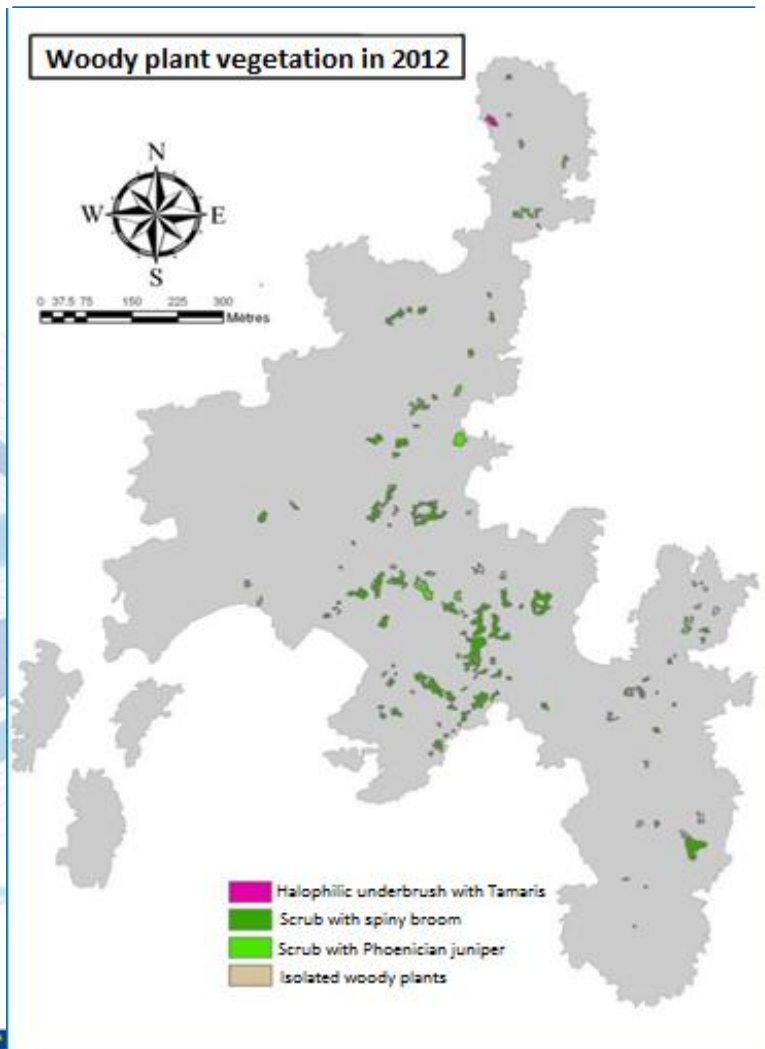 Woody plant vegetation in 2012
N
W E
S
0 37.5 75 150 225 300
Mètres
Halophilic underbrush with Tamaris
Scrub with spiny broom
Scrub with Phoenician juniper
Isolated woody plants